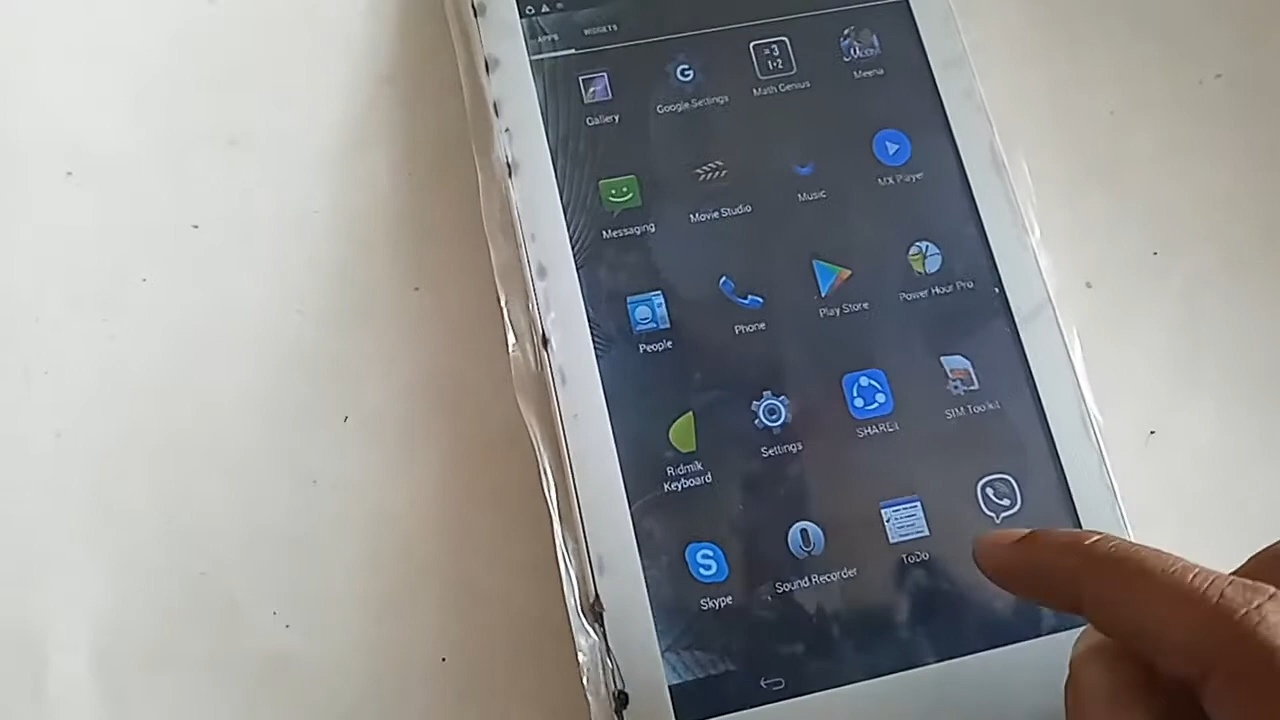 APPS WIDGETS
Gallery Google Settings =3 1+2 Math Genius Meena
Messaging Movie Studio Music MX Player
People Phone Play Store Power Hour Pro
Ridmik Keyboard Settings SHAREit SIM Toolkit
S Skype Sound Recorder ToDo